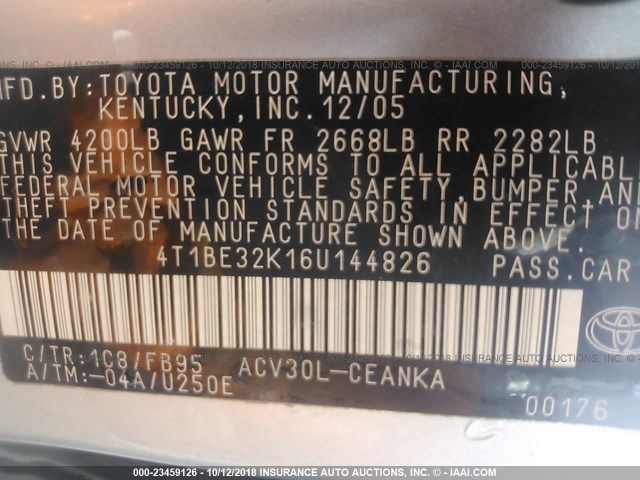 000-23459126 - 10/12/2018 INSURANCE AUTO AUCTIONS, INC. - © IAAI.COM
MFD.BY:TOYOTA MOTOR MANUFACTURING,
KENTUCKY,INC.12/05
GVWR 4200LB GAWR FR 2668LB RR 2282LB
THIS VEHICLE CONFORMS TO ALL APPLICABLE
FEDERAL MOTOR VEHICLE SAFETY,BUMPER AND
THEFT PREVENTION STANDARDS IN EFFECT ON
THE DATE OF MANUFACTURE SHOWN ABOVE.
4T1BE32K16U144826 PASS.CAR
C/TR:1C8/FB95 ACV30L-CEANKA
A/TM:-04A/U250E
00176
TOYOTA
000-23459126 - 10/12/2018 INSURANCE AUTO AUCTIONS, INC. - © IAAI.COM